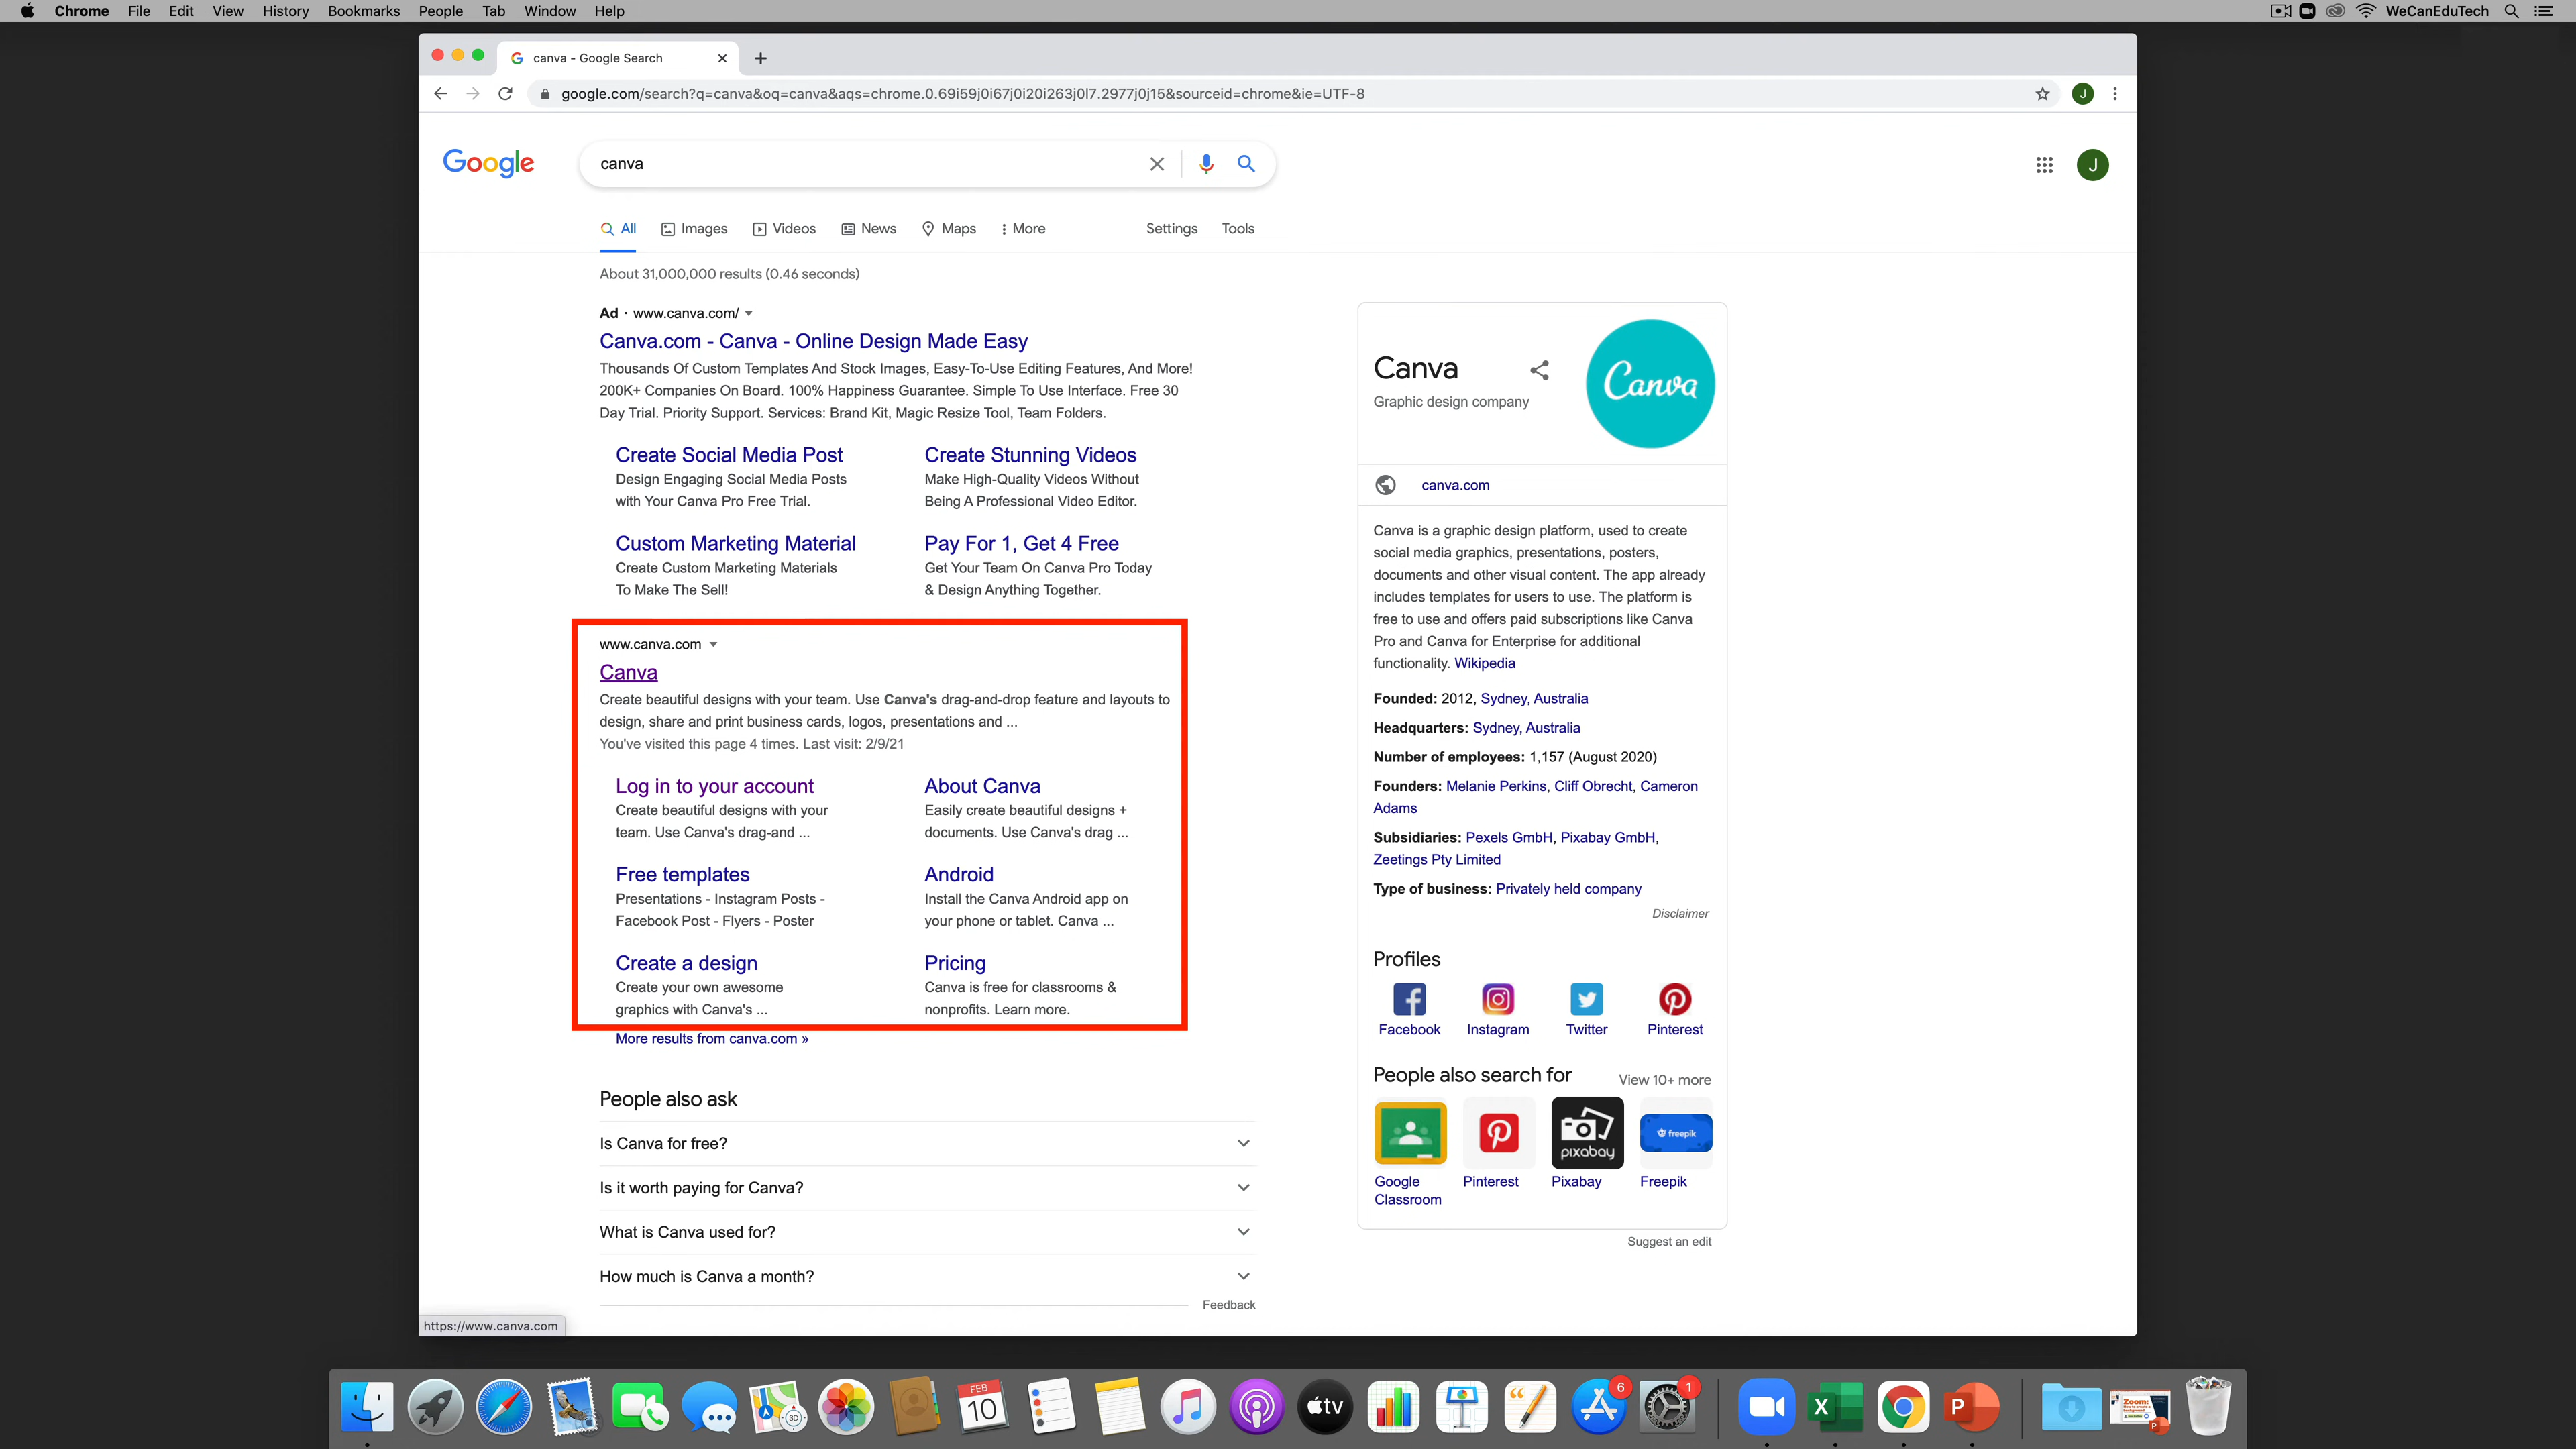 Chrome File Edit View History Bookmarks People Tab Window Help
WeCanEduTech
canva - Google Search
google.com/search?q=canva&oq=canva&aqs=chrome.0.69i59j0i67j0i20i263j0l7.2977j0j15&sourceid=chrome&ie=UTF-8
J
Google
canva
J
All Images Videos News Maps More Settings Tools
About 31,000,000 results (0.46 seconds)
Ad · www.canva.com/
Canva.com - Canva - Online Design Made Easy
Thousands Of Custom Templates And Stock Images, Easy-To-Use Editing Features, And More!
200K+ Companies On Board. 100% Happiness Guarantee. Simple To Use Interface. Free 30
Day Trial. Priority Support. Services: Brand Kit, Magic Resize Tool, Team Folders.
Create Social Media Post
Design Engaging Social Media Posts
with Your Canva Pro Free Trial.
Create Stunning Videos
Make High-Quality Videos Without
Being A Professional Video Editor.
Custom Marketing Material
Create Custom Marketing Materials
To Make The Sell!
Pay For 1, Get 4 Free
Get Your Team On Canva Pro Today
& Design Anything Together.
www.canva.com
Canva
Create beautiful designs with your team. Use Canva's drag-and-drop feature and layouts to
design, share and print business cards, logos, presentations and ...
You've visited this page 4 times. Last visit: 2/9/21
Log in to your account
Create beautiful designs with your
team. Use Canva's drag-and ...
About Canva
Easily create beautiful designs +
documents. Use Canva's drag ...
Free templates
Presentations - Instagram Posts -
Facebook Post - Flyers - Poster
Android
Install the Canva Android app on
your phone or tablet. Canva ...
Create a design
Create your own awesome
graphics with Canva's ...
Pricing
Canva is free for classrooms &
nonprofits. Learn more.
More results from canva.com »
People also ask
Is Canva for free?
Is it worth paying for Canva?
What is Canva used for?
How much is Canva a month?
Feedback
Canva
Graphic design company
Canva
canva.com
Canva is a graphic design platform, used to create
social media graphics, presentations, posters,
documents and other visual content. The app already
includes templates for users to use. The platform is
free to use and offers paid subscriptions like Canva
Pro and Canva for Enterprise for additional
functionality. Wikipedia
Founded: 2012, Sydney, Australia
Headquarters: Sydney, Australia
Number of employees: 1,157 (August 2020)
Founders: Melanie Perkins, Cliff Obrecht, Cameron
Adams
Subsidiaries: Pexels GmbH, Pixabay GmbH,
Zeetings Pty Limited
Type of business: Privately held company
Disclaimer
Profiles
Facebook Instagram Twitter Pinterest
People also search for
View 10+ more
pixabay
freepik
Google
Classroom
Pinterest
Pixabay
Freepik
Suggest an edit
https://www.canva.com
3D
FEB
10
tv
6
1
X
P
Zoom:
P